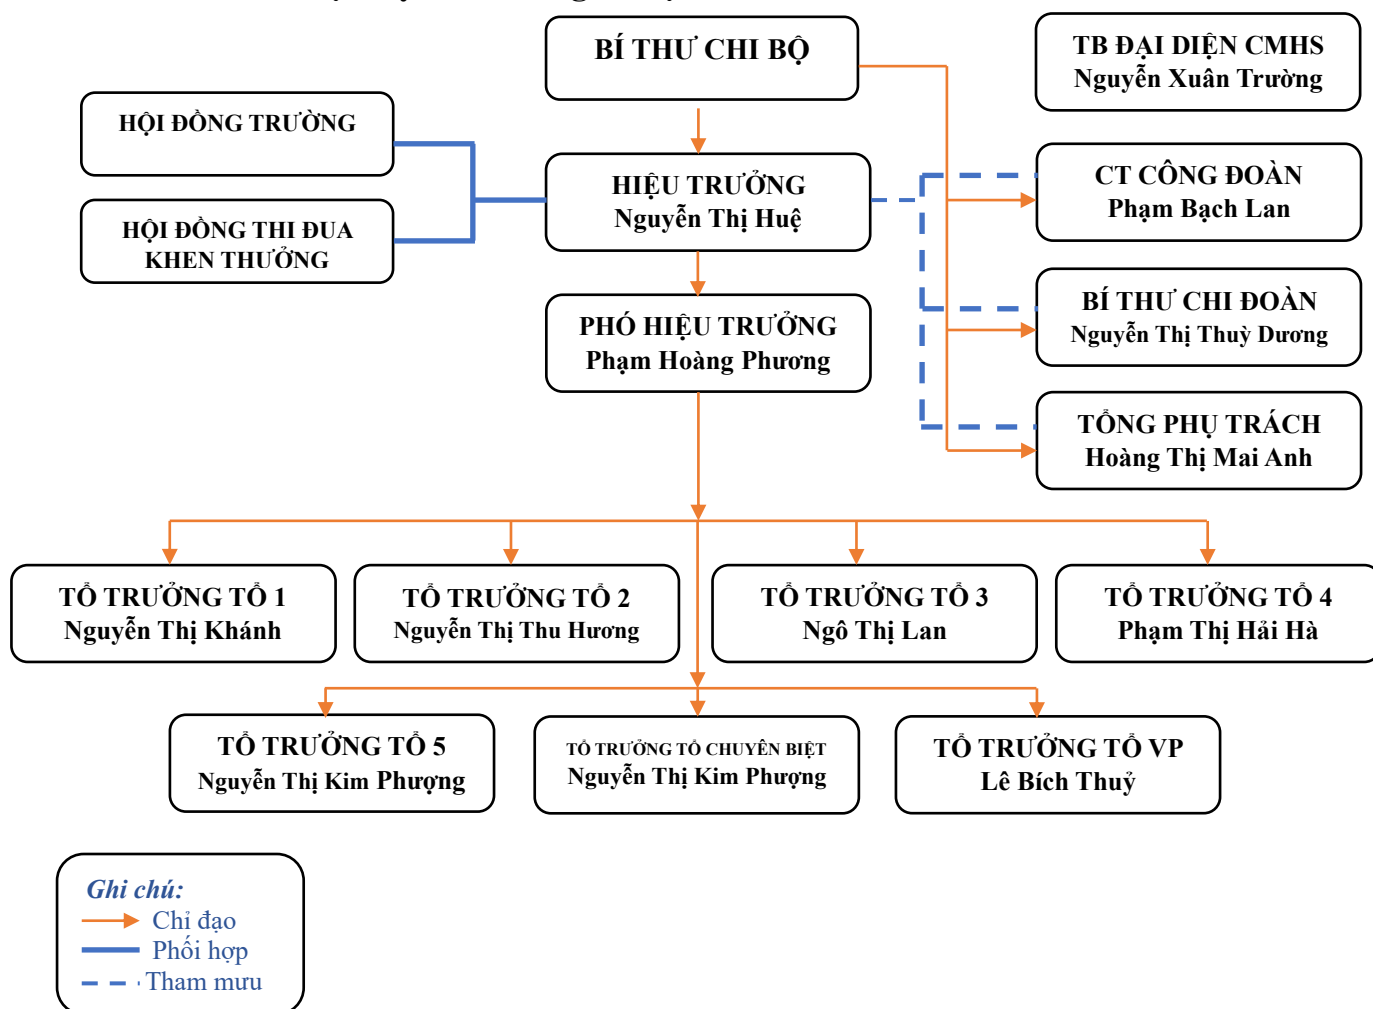 BÍ THƯ CHI BỘ
TB ĐẠI DIỆN CMHS
Nguyễn Xuân Trường
HỘI ĐỒNG TRƯỜNG
HIỆU TRƯỞNG
Nguyễn Thị Huệ
CT CÔNG ĐOÀN
Phạm Bạch Lan
HỘI ĐỒNG THI ĐUA
KHEN THƯỞNG
PHÓ HIỆU TRƯỞNG
Phạm Hoàng Phương
BÍ THƯ CHI ĐOÀN
Nguyễn Thị Thuỳ Dương
TỔNG PHỤ TRÁCH
Hoàng Thị Mai Anh
TỔ TRƯỞNG TỔ 1
Nguyễn Thị Khánh
TỔ TRƯỞNG TỔ 2
Nguyễn Thị Thu Hương
TỔ TRƯỞNG TỔ 3
Ngô Thị Lan
TỔ TRƯỞNG TỔ 4
Phạm Thị Hải Hà
TỔ TRƯỞNG TỔ 5
Nguyễn Thị Kim Phượng
TỔ TRƯỞNG TỔ CHUYÊN BIỆT
Nguyễn Thị Kim Phượng
TỔ TRƯỞNG TỔ VP
Lê Bích Thuỷ
Ghi chú:
Chỉ đạo
Phối hợp
Tham mưu